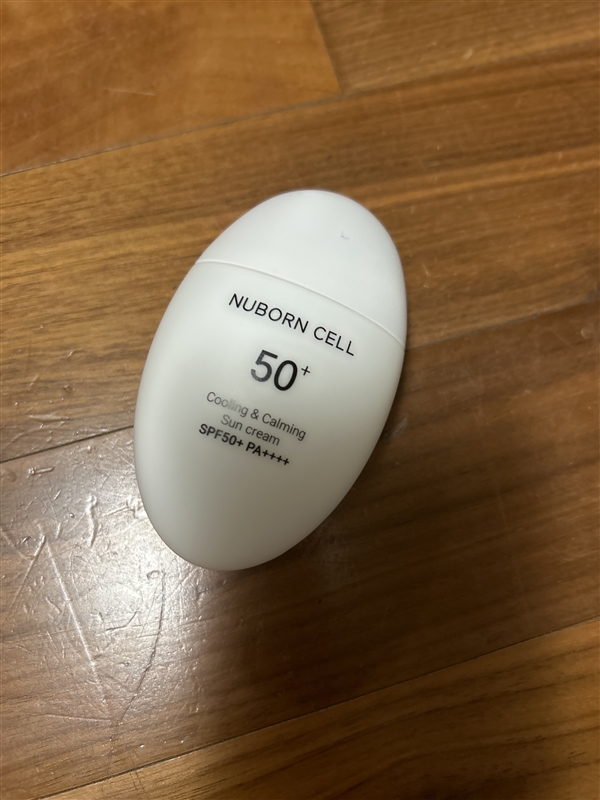 NUBORN CELL
50+
Cooling & Calming
Sun cream
SPF50+ PA++++